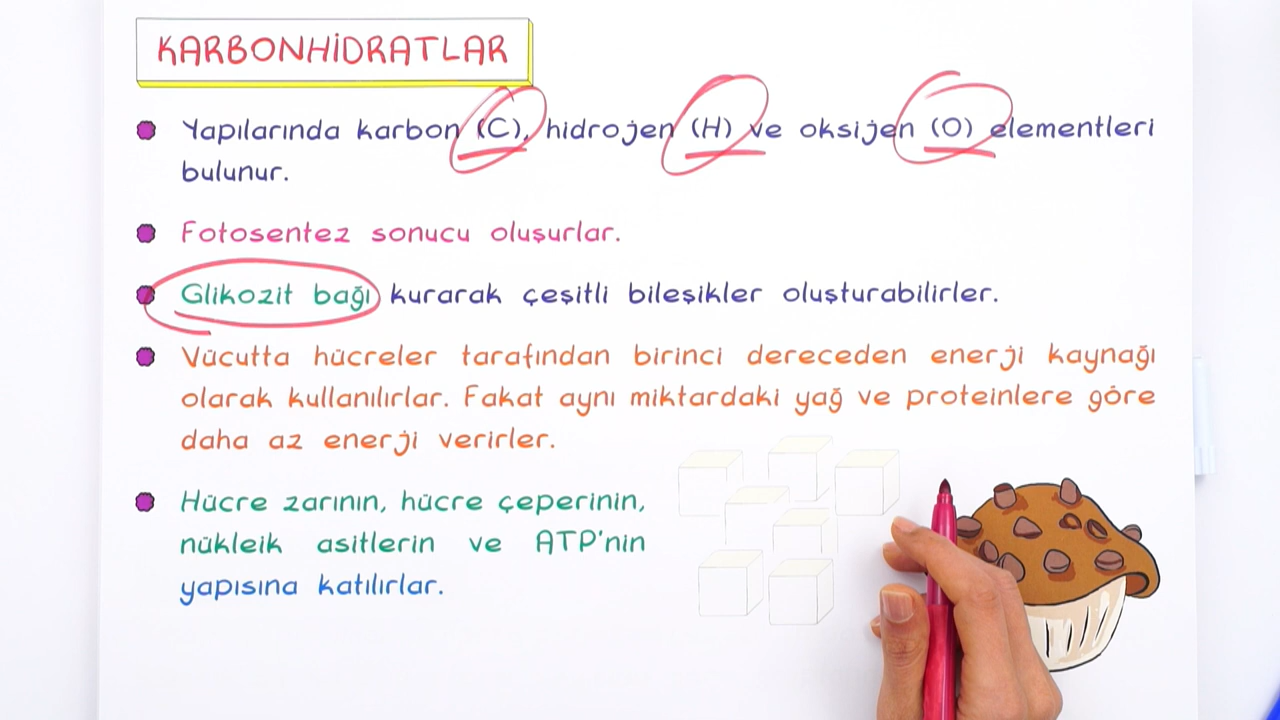 KARBONHİDRATLAR
Yapılarında karbon (C), hidrojen (H) ve oksijen (O) elementleri
bulunur.
Fotosentez sonucu oluşurlar.
Glikozit bağı kurarak çeşitli bileşikler oluşturabilirler.
Vücutta hücreler tarafından birinci dereceden enerji kaynağı
olarak kullanılırlar. Fakat aynı miktardaki yağ ve proteinlere göre
daha az enerji verirler.
Hücre zarının, hücre çeperinin,
nükleik asitlerin ve ATP'nin
yapısına katılırlar.